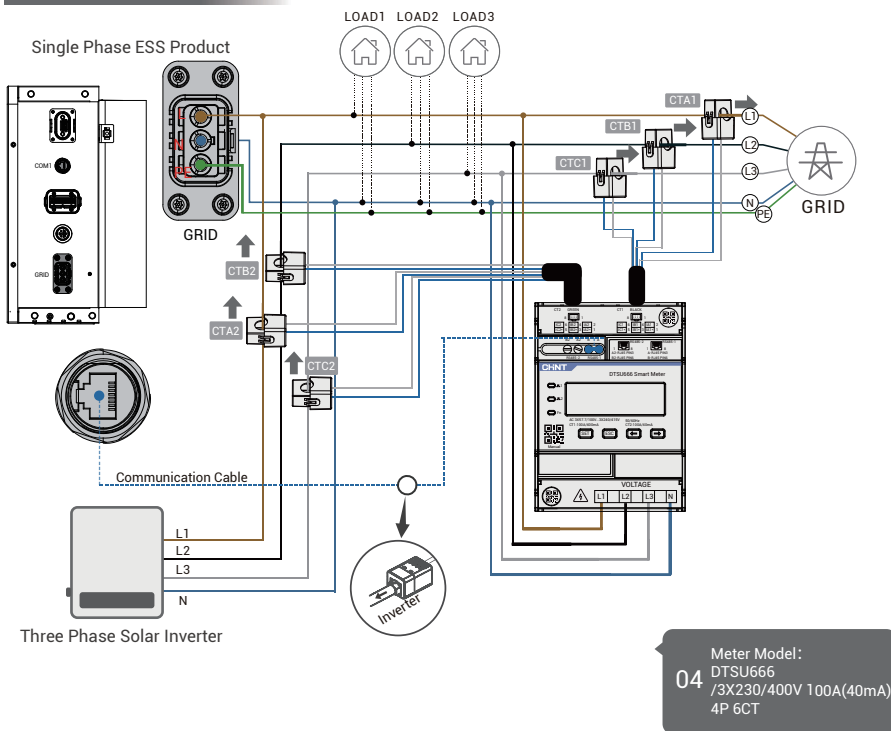 LOAD1 LOAD2 LOAD3
Single Phase ESS Product
CTA1
L
L1
CTB1
COM1
N
L2
CTC1
L3
PE
N
PE
GRID
GRID
GRID
CTB2
CTA2
CTC2
CHNT
DTSU666 Smart Meter
Manual
Communication Cable
VOLTAGE
L1 L2 L3 N
L1
L2
L3
N
Inverter
Three Phase Solar Inverter
Meter Model:
04
DTSU666
/3X230/400V 100A(40mA)
4P 6CT